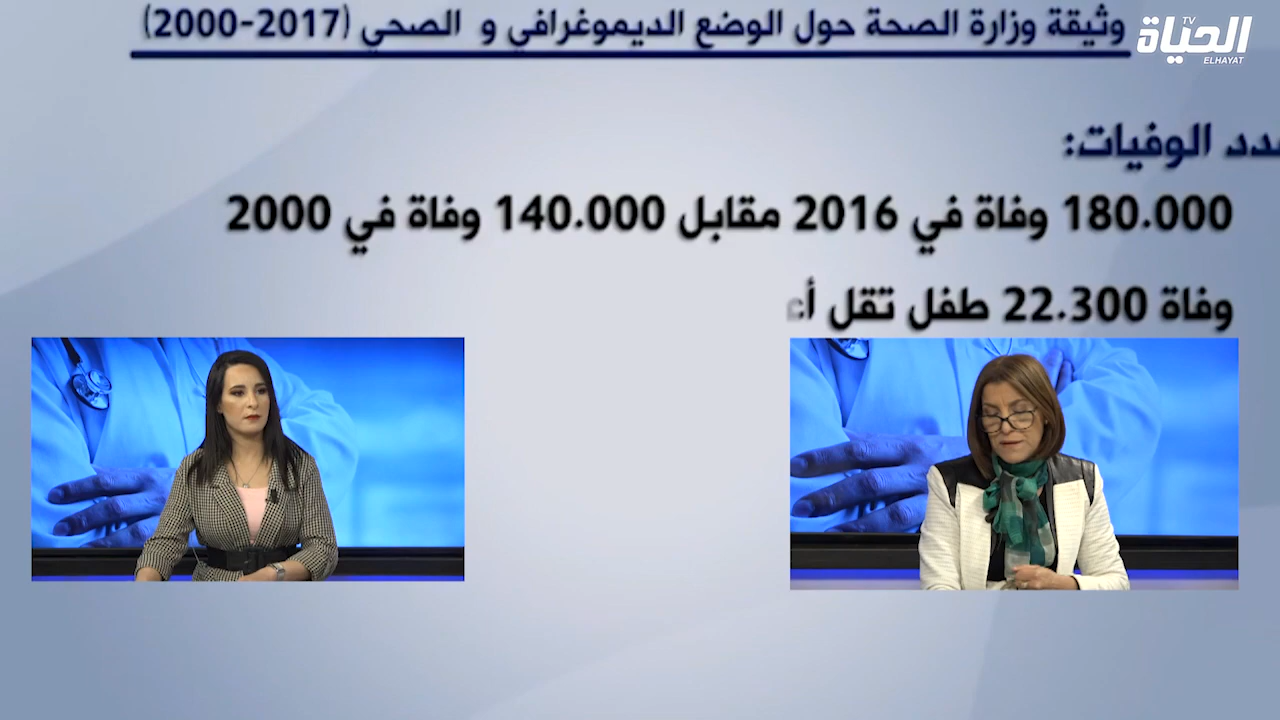 وثيقة وزارة الصحة حول الوضع الديموغرافي و الصحي (2017-2000)
الحياة TV
ELHAYAT
الوفيات:
180.000 وفاة في 2016 مقابل 140.000 وفاة في 2000
وفاة 22.300 طفل تقل